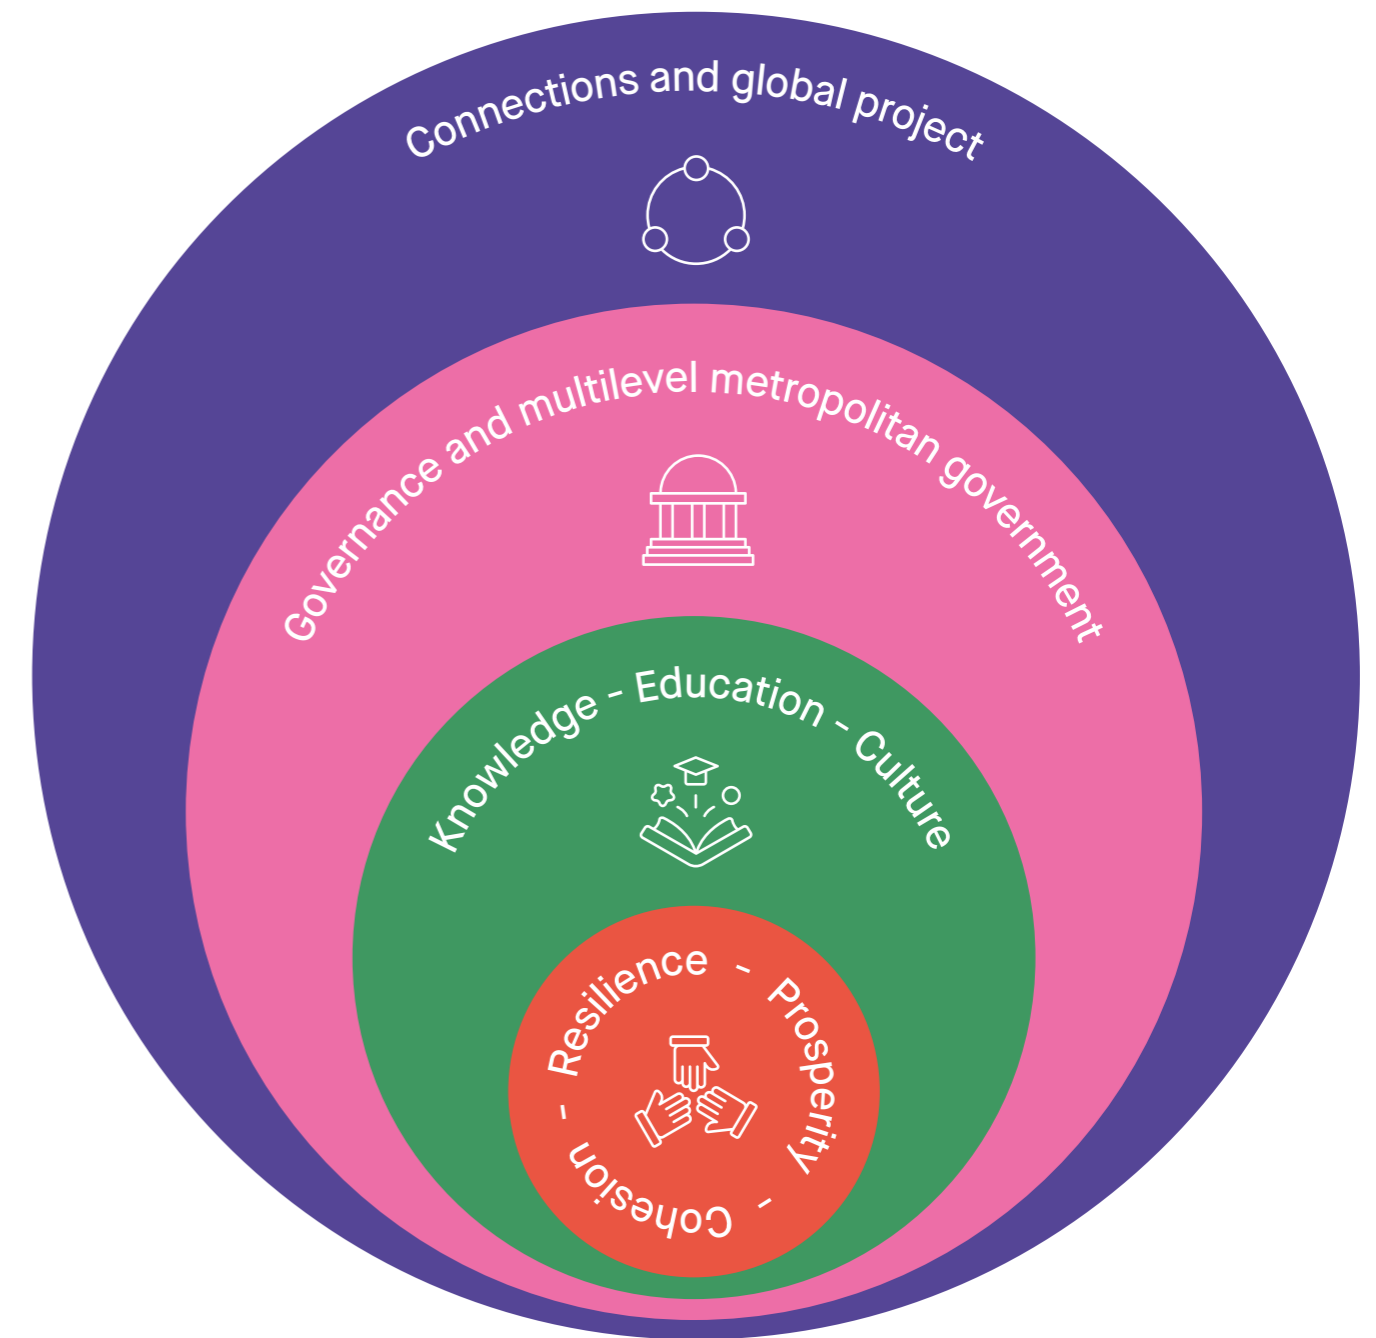 Connections and global project
Governance and multilevel metropolitan government
Knowledge - Education - Culture
Resilience - Prosperity - Cohesion -